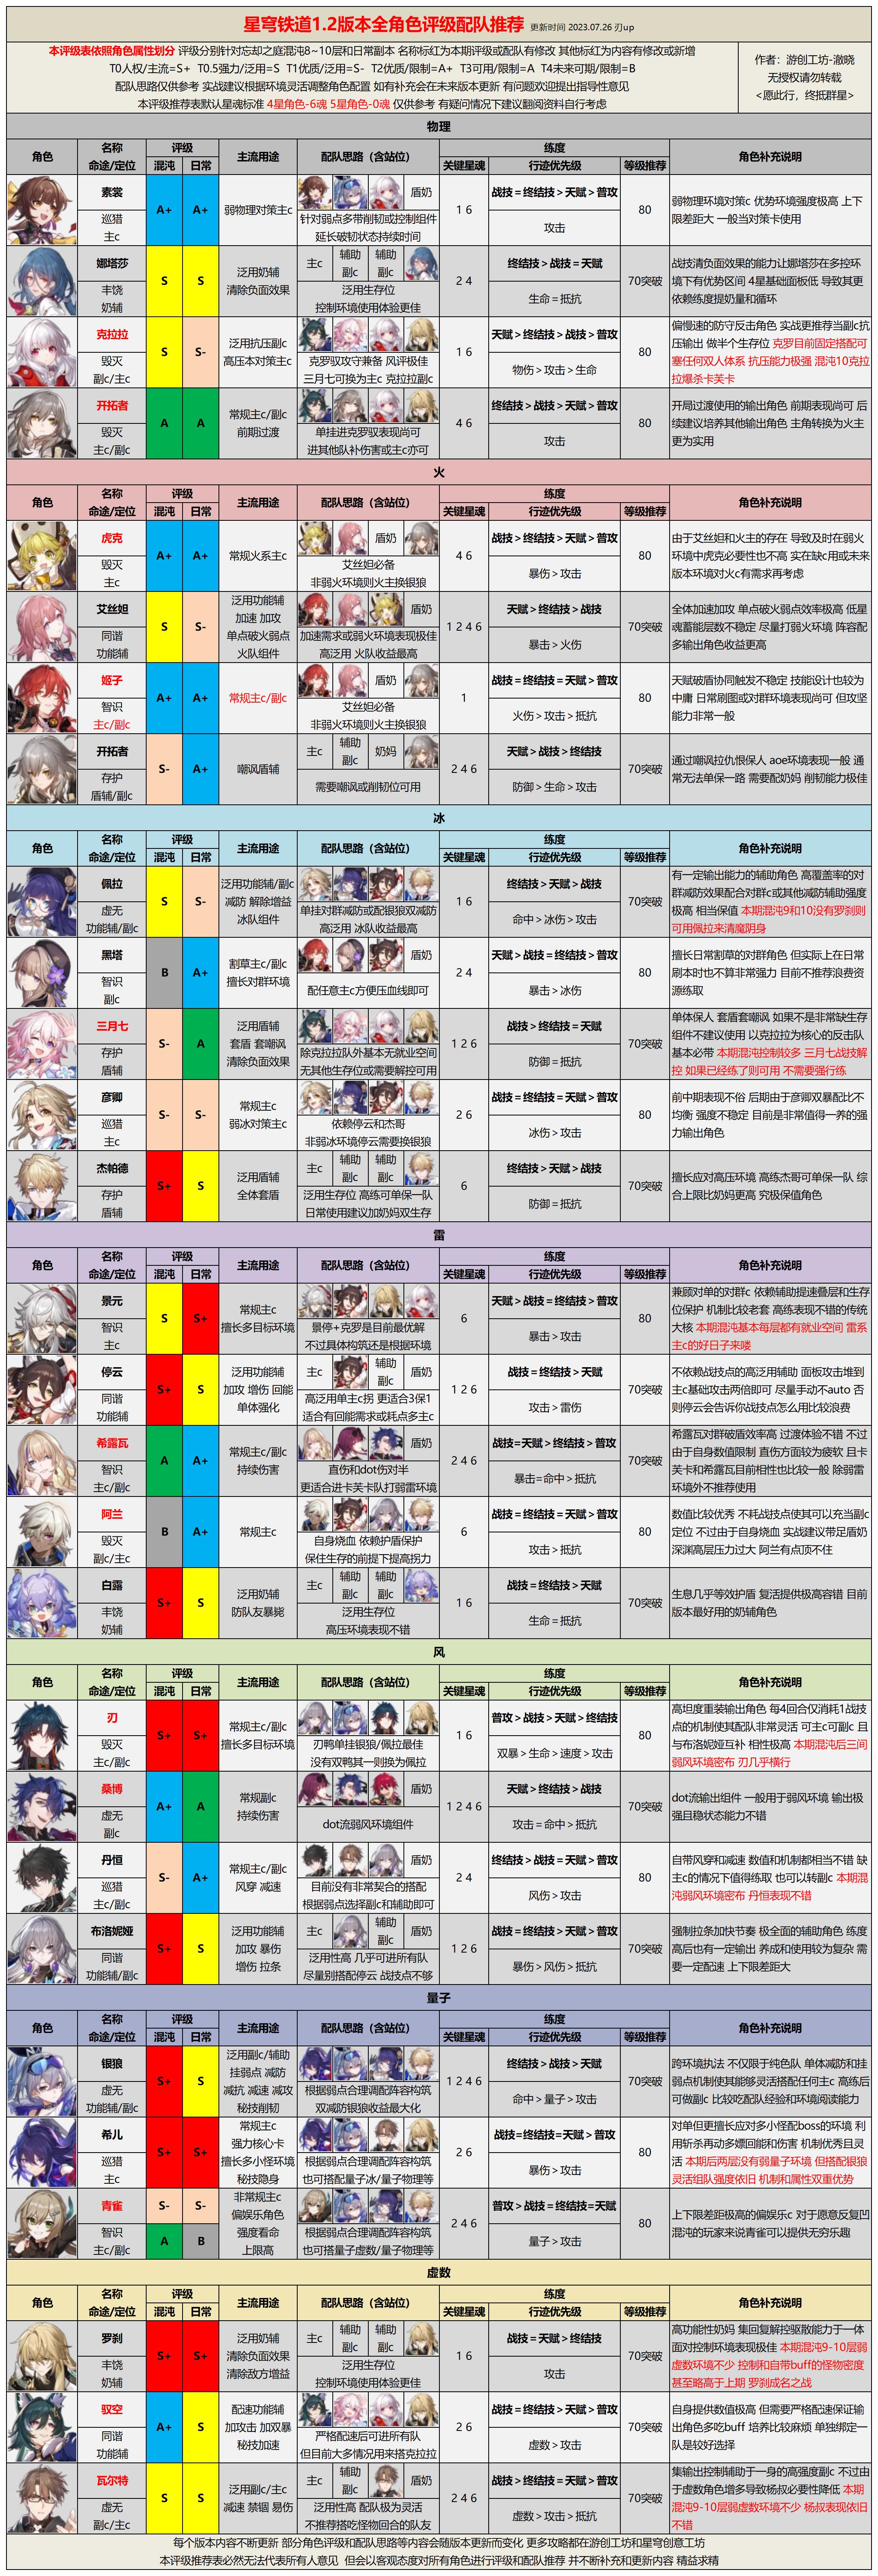 星穹铁道1.2版本全角色评级配队推荐 更新时间 2023.07.26 刃up
本评级表依照角色属性划分 评级分别针对忘却之庭混沌8~10层和日常副本 名称标红为本期评级或配队有修改 其他标红为内容有修改或新增
T0人权/主流=S+ T0.5强力/泛用=S T1优质/泛用=S- T2优质/限制=A+ T3可用/限制=A T4未来可期/限制=B
配队思路仅供参考 实战建议根据环境灵活调整角色配置 如有补充会在未来版本更新 有问题欢迎提出指导性意见
本评级推荐表默认星魂标准 4星角色-6魂 5星角色-0魂 仅供参考 有疑问情况下建议翻阅资料自行考虑
作者：游创工坊-澈晓
无授权请勿转载
<愿此行，终抵群星>
物理
角色 名称 命途/定位 评级 混沌 日常 主流用途 配队思路（含站位） 练度 关键星魂 行迹优先级 等级推荐 角色补充说明
素裳
巡猎
主c
A+ A+
弱物理对策主c
盾奶
针对弱点多带削韧或控制组件
延长破韧状态持续时间
1 6
战技＝终结技＞天赋＞普攻
攻击
80
弱物理环境对策c 优势环境强度极高 上下
限差距大 一般当对策卡使用
娜塔莎
丰饶
奶辅
S S
泛用奶辅
清除负面效果
主c 辅助 副c 辅助 副c
泛用生存位
控制环境使用体验更佳
2 4
终结技＞战技＝天赋
生命＝抵抗
70突破
战技清负面效果的能力让娜塔莎在多控环
境下有优势区间 4星基础面板低 导致其更
依赖练度提奶量和循环
克拉拉
毁灭
副c/主c
S S-
泛用抗压副c
高压本对策主c
克罗驭攻守兼备 风评极佳
三月七可换为主c 克拉拉副c
1 6
天赋＞终结技＞战技＞普攻
物伤＞攻击＞生命
80
偏慢速的防守反击角色 实战更推荐当副c抗
压输出 做半个生存位 克罗目前固定搭配可
塞任何双人体系 抗压能力极强 混沌10克拉
拉爆杀卡芙卡
开拓者
毁灭
主c/副c
A A
常规主c/副c
前期过渡
单挂进克罗驭表现尚可
进其他队补伤害或主c亦可
4 6
终结技＞战技＞天赋＞普攻
攻击
80
开局过渡使用的输出角色 前期表现尚可 后
续建议培养其他输出角色 主角转换为火主
更为实用
火
角色 名称 命途/定位 评级 混沌 日常 主流用途 配队思路（含站位） 练度 关键星魂 行迹优先级 等级推荐 角色补充说明
虎克
毁灭
主c
A+ A+
常规火系主c
盾奶
艾丝妲必备
非弱火环境则火主换银狼
4 6
战技＞终结技＞天赋＞普攻
暴伤＞攻击
80
由于艾丝妲和火主的存在 导致及时在弱火
环境中虎克必要性也不高 实在缺c用或未来
版本环境对火c有需求再考虑
艾丝妲
同谐
功能辅
S S-
泛用功能辅
加速 加攻
单点破火弱点
火队组件
盾奶
加速需求或弱火环境表现极佳
高泛用 火队收益最高
1 2 4 6
天赋＞终结技＞战技
暴击＞火伤
70突破
全体加速加攻 单点破火弱点效率极高 低星
魂蓄能层数不稳定 尽量打弱火环境 阵容配
多输出角色收益更高
姬子
智识
主c/副c
A+ A+
常规主c/副c
盾奶
艾丝妲必备
非弱火环境则火主换银狼
1
战技＝终结技＝天赋＞普攻
火伤＞攻击＞抵抗
80
天赋破盾协同触发不稳定 技能设计也较为
中庸 日常刷图或对群环境表现尚可 但攻坚
能力非常一般
开拓者
存护
盾辅/副c
S- A+
嘲讽盾辅
主c 辅助 副c 奶妈
需要嘲讽或削韧位可用
2 4 6
天赋＞战技＞终结技
防御＞生命＞攻击
70突破
通过嘲讽拉仇恨保人 aoe环境表现一般 通
常无法单保一路 需要配奶妈 削韧能力极佳
冰
角色 名称 命途/定位 评级 混沌 日常 主流用途 配队思路（含站位） 练度 关键星魂 行迹优先级 等级推荐 角色补充说明
佩拉
虚无
功能辅/副c
S S-
泛用功能辅/副c
减防 解除增益
冰队组件
单挂对群减防或配银狼双减防
高泛用 冰队收益最高
1 6
终结技＞天赋＞战技
命中＞冰伤＞攻击
70突破
有一定输出能力的辅助角色 高覆盖率的对
群减防效果配合对群c或其他减防辅助强度
极高 相当保值 本期混沌9和10没有罗刹则
可用佩拉来清魔阴身
黑塔
智识
副c
B A+
割草主c/副c
擅长对群环境
盾奶
配任意主c方便压血线即可
2 4
天赋＞战技＝终结技＞普攻
暴击＞冰伤
80
擅长日常割草的对群角色 但实际上在日常
刷本时也不算非常强力 目前不推荐浪费资
源练取
三月七
存护
盾辅
S- A
泛用盾辅
套盾 套嘲讽
清除负面效果
除克拉拉队外基本无就业空间
无其他生存位或需要解控可用
1 2 6
战技＞终结技＝天赋
防御＝抵抗
70突破
单体保人 套盾套嘲讽 如果不是非常缺生存
组件不建议使用 以克拉拉为核心的反击队
基本必带 本期混沌控制较多 三月七战技解
控 如果已经练了则可用 不需要强行练
彦卿
巡猎
主c
S- S-
常规主c
弱冰对策主c
依赖停云和杰哥
非弱冰环境停云需要换银狼
2 6
战技＝终结技＝天赋＞普攻
冰伤＞攻击
80
前中期表现不俗 后期由于彦卿双暴配比不
均衡 强度不稳定 目前是非常值得一养的强
力输出角色
杰帕德
存护
盾辅
S+ S
泛用盾辅
全体套盾
主c 辅助 副c 辅助 副c
泛用生存位 高练可单保一队
日常使用建议加奶妈双生存
6
终结技＞天赋＞战技
防御＝抵抗
70突破
擅长应对高压环境 高练杰哥可单保一队 综
合上限比奶妈更高 究极保值角色
雷
角色 名称 命途/定位 评级 混沌 日常 主流用途 配队思路（含站位） 练度 关键星魂 行迹优先级 等级推荐 角色补充说明
景元
智识
主c
S S+
常规主c
擅长多目标环境
景停+克罗是目前最优解
不过具体构筑还是根据环境
6
天赋＞战技＝终结技＞普攻
暴击＞攻击
80
兼顾对单的对群c 依赖辅助提速叠层和生存
位保护 机制比较老套 高练表现不错的传统
大核 本期混沌基本每层都有就业空间 雷系
主c的好日子来喽
停云
同谐
功能辅
S+ S
泛用功能辅
加攻 增伤 回能
单体强化
主c 辅助 副c 盾奶
高泛用单主c拐 更适合3保1
适合有回能需求或耗点多主c
1 2 6
战技＝终结技＞天赋
攻击＞雷伤
70突破
不依赖战技点的高泛用辅助 面板攻击堆到
主c基础攻击两倍即可 尽量手动不auto 否
则停云会告诉你战技点怎么用比较浪费
希露瓦
智识
主c/副c
A A+
常规主c/副c
持续伤害
盾奶
直伤和dot伤对半
更适合进卡芙卡队打弱雷环境
2 4 6
战技=天赋＞终结技＞普攻
暴击=命中＞抵抗
80
希露瓦对群破盾效率高 过渡体验不错 不过
由于自身数值限制 直伤方面较为疲软 且卡
芙卡和希露瓦目前相性也比较一般 除弱雷
环境外不推荐使用
阿兰
毁灭
副c/主c
B A+
常规主c
自身烧血 依赖护盾保护
保住生存的前提下提高拐力
6
战技＝终结技＝天赋＞普攻
攻击＞抵抗
80
数值比较优秀 不耗战技点使其可以充当副c
定位 不过由于自身烧血 实战建议带足盾奶
深渊高层压力过大 阿兰有点顶不住
白露
丰饶
奶辅
S+ S
泛用奶辅
防队友暴毙
主c 辅助 副c 辅助 副c
泛用生存位
高压环境表现不错
1 6
战技＝终结技＞天赋
生命＝抵抗
70突破
生息几乎等效护盾 复活提供极高容错 目前
版本最好用的奶辅角色
风
角色 名称 命途/定位 评级 混沌 日常 主流用途 配队思路（含站位） 练度 关键星魂 行迹优先级 等级推荐 角色补充说明
刃
毁灭
主c/副c
S+ S+
常规主c/副c
擅长多目标环境
刃鸭单挂银狼/佩拉最佳
没有双鸭其一则换为佩拉
1 6
普攻＞战技＞天赋＞终结技
双暴＞生命＞速度＞攻击
80
高坦度重装输出角色 每4回合仅消耗1战技
点的机制使其配队非常灵活 可主c可副c 且
与布洛妮娅互补 相性极高 本期混沌后三间
弱风环境密布 刃几乎横行
桑博
虚无
副c
A+ A
常规副c
持续伤害
盾奶
dot流弱风环境组件
1 2 4 6
天赋＞终结技＞战技
攻击＝命中＞抵抗
70突破
dot流输出组件 一般用于弱风环境 输出极
强且稳状态能力不错
丹恒
巡猎
主c/副c
S- A+
常规主c/副c
风穿 减速
盾奶
目前没有非常契合的搭配
根据弱点选择副c和辅助即可
2 4
终结技＞战技＝天赋＞普攻
风伤＞攻击
80
自带风穿和减速 数值和机制都相当不错 缺
主c的情况下值得练取 也可以转副c 本期混
沌弱风环境密布 丹恒表现不错
布洛妮娅
同谐
功能辅/副c
S+ S
泛用功能辅
加攻 暴伤
增伤 拉条
主c 辅助 副c 盾奶
泛用性高 几乎可进所有队
尽量别搭配停云 战技点不够
1 2 6
战技＝终结技＞天赋＞普攻
暴伤＞风伤＞抵抗
70突破
强制拉条加快节奏 极全面的辅助角色 练度
高后也有一定输出 养成和使用较为复杂 需
要一定配速 上下限差距大
量子
角色 名称 命途/定位 评级 混沌 日常 主流用途 配队思路（含站位） 练度 关键星魂 行迹优先级 等级推荐 角色补充说明
银狼
虚无
功能辅/副c
S+ S
泛用副c/辅助
挂弱点 减防
减抗 减速 减攻
秘技削韧
根据弱点合理调配阵容构筑
双减防银狼收益最大化
1 2 4 6
终结技＞战技＞天赋
命中＞量子＞攻击
70突破
跨环境执法 不仅限于纯色队 单体减防和挂
弱点机制使其能够灵活搭配任何主c 高练后
可做副c 比较吃配队经验和环境阅读能力
希儿
巡猎
主c
S+ S+
常规主c
强力核心卡
擅长多小怪环境
秘技隐身
根据弱点合理调配阵容构筑
也可搭配量子冰/量子物理等
2 6
战技=终结技=天赋＞普攻
暴伤＞攻击
80
对单但更擅长应对多小怪配boss的环境 利
用斩杀再动多嫖回能和伤害 机制优秀且灵
活 本期后两层没有弱量子环境 但搭配银狼
灵活组队强度依旧 机制和属性双重优势
青雀
智识
主c/副c
S- S-
A B
非常规主c
偏娱乐角色
强度看命
上限高
根据弱点合理调配阵容构筑
也可搭量子虚数/量子物理等
2 4 6
普攻＞战技＝终结技=天赋
量子＞攻击
80
上下限差距极高的偏娱乐c 对于愿意反复凹
混沌的玩家来说青雀可以提供无穷乐趣
虚数
角色 名称 命途/定位 评级 混沌 日常 主流用途 配队思路（含站位） 练度 关键星魂 行迹优先级 等级推荐 角色补充说明
罗刹
丰饶
奶辅
S+ S+
泛用奶辅
清除负面效果
清除敌方增益
主c 辅助 副c 辅助 副c
泛用生存位
控制环境使用体验更佳
1 6
战技＝天赋＞终结技
攻击
70突破
高功能性奶妈 集回复解控驱散能力于一体
面对控制环境表现极佳 本期混沌9-10层弱
虚数环境不少 控制和自带buff的怪物密度
甚至略高于上期 罗刹成名之战
驭空
同谐
功能辅
A+ S
配速功能辅
加攻击 加双暴
秘技加速
严格配速后可进所有队
但目前大多情况用来搭克拉拉
2 6
战技＝终结技＝天赋＞普攻
虚数＞攻击
70突破
自身提供数值极高 但需要严格配速保证输
出角色多吃buff 培养比较麻烦 单独绑定一
队是较好选择
瓦尔特
虚无
副c/主c
S S
泛用副c/主c
减速 禁锢 易伤
主c 辅助 副c 盾奶
泛用性高 配队极为灵活
不推荐搭吃怪物回合的队友
2 4 6
战技＞终结技＝天赋＞普攻
虚数＞攻击＞抵抗
70突破
集输出控制辅助于一身的高强度副c 不过由
于虚数角色增多导致杨叔必要性降低 本期
混沌9-10层弱虚数环境不少 杨叔表现依旧
不错
每个版本内容不断更新 部分角色评级和配队思路等内容会随版本更新而变化 更多攻略都在游创工坊和星穹创意工坊
本评级推荐表必然无法代表所有人意见 但会以客观态度对所有角色进行评级和配队推荐 并不断补充和更新内容 精益求精